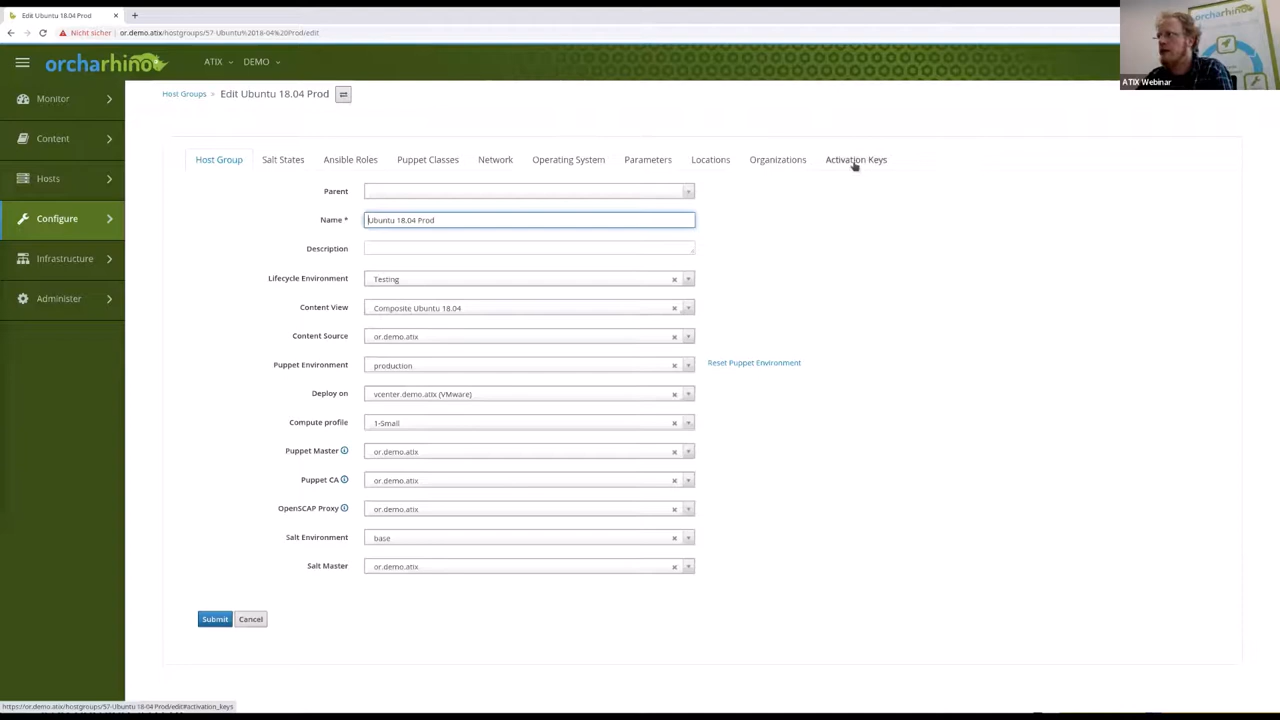 Edit Ubuntu 18.04 Prod
Nicht sicher | or.demo.atix/hostgroups/57-Ubuntu%2018-04%20Prod/edit
orcharhino
ATIX
DEMO
ATIX Webinar
Monitor
Content
Hosts
Configure
Infrastructure
Administer
Host Groups > Edit Ubuntu 18.04 Prod
Host Group Salt States Ansible Roles Puppet Classes Network Operating System Parameters Locations Organizations Activation Keys
Parent
Name * Ubuntu 18.04 Prod
Description
Lifecycle Environment Testing
Content View Composite Ubuntu 18.04
Content Source or.demo.atix
Puppet Environment production Reset Puppet Environment
Deploy on vcenter.demo.atix (VMware)
Compute profile 1-Small
Puppet Master or.demo.atix
Puppet CA or.demo.atix
OpenSCAP Proxy or.demo.atix
Salt Environment base
Salt Master or.demo.atix
Submit Cancel
https://or.demo.atix/hostgroups/57-Ubuntu 18-04 Prod/edit#activation_keys